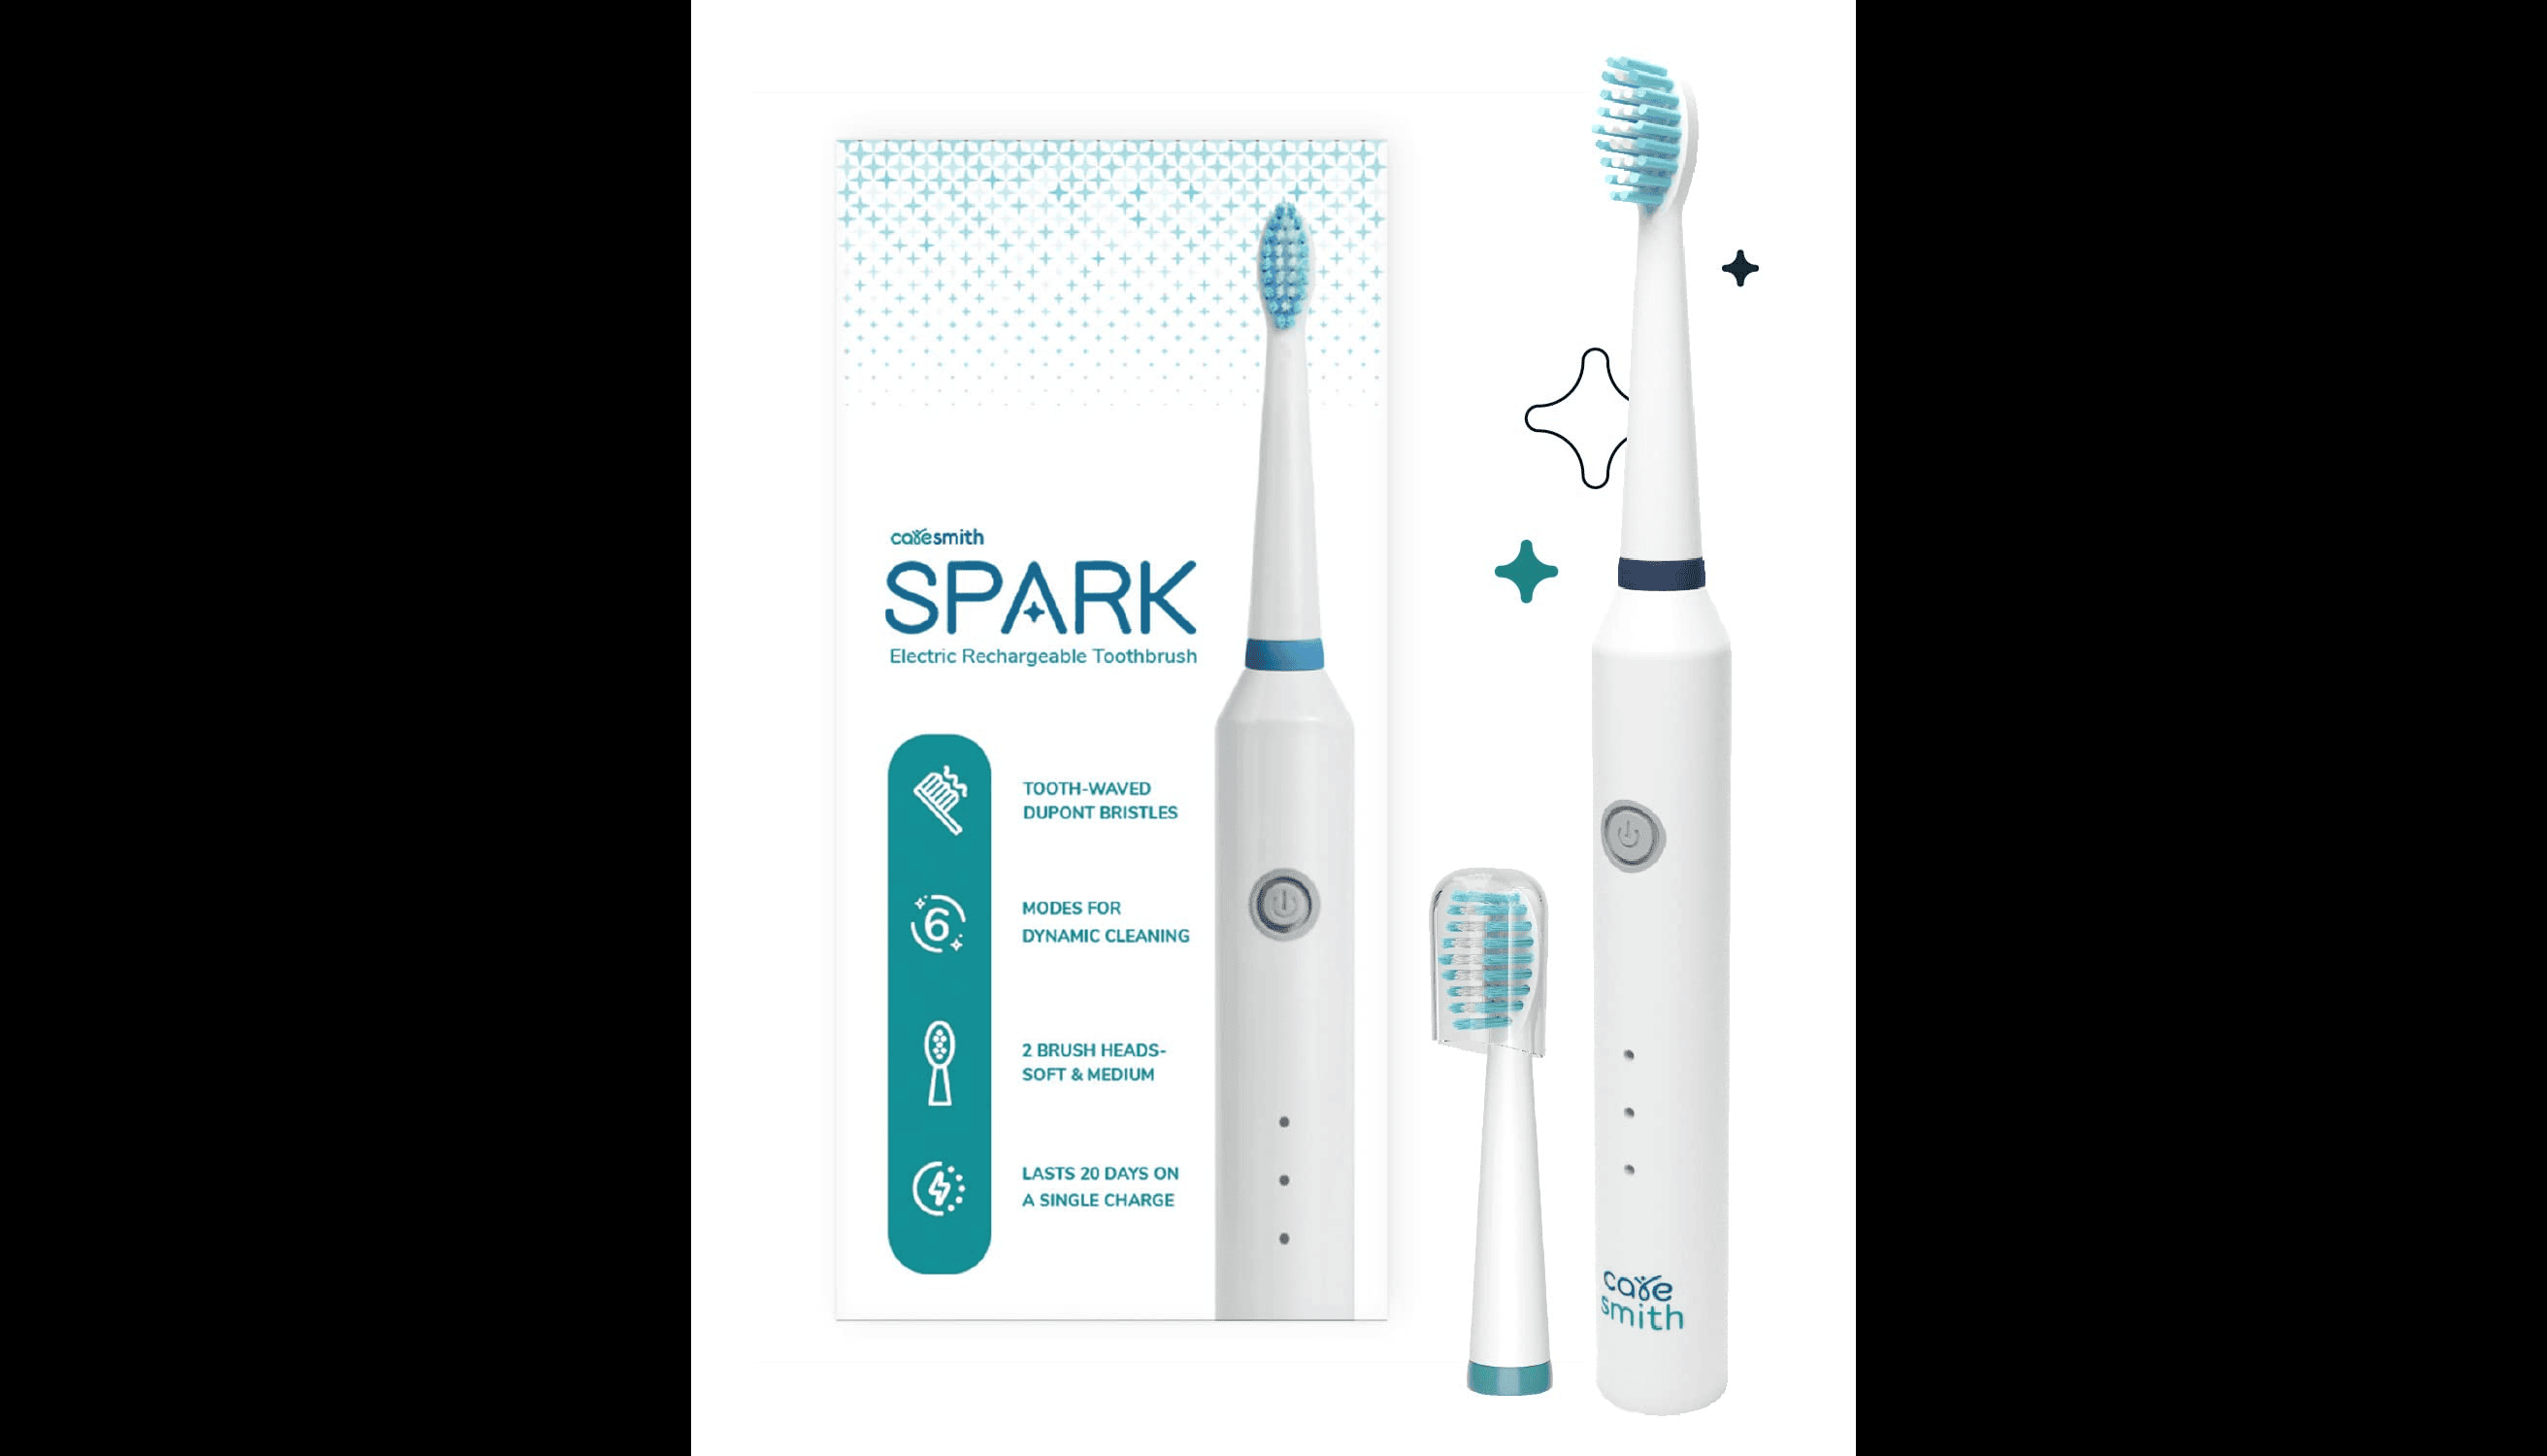 caresmith
SPARK
Electric Rechargeable Toothbrush
TOOTH-WAVED
DUPONT BRISTLES
6
MODES FOR
DYNAMIC CLEANING
2 BRUSH HEADS-
SOFT & MEDIUM
LASTS 20 DAYS ON
A SINGLE CHARGE
care
smith